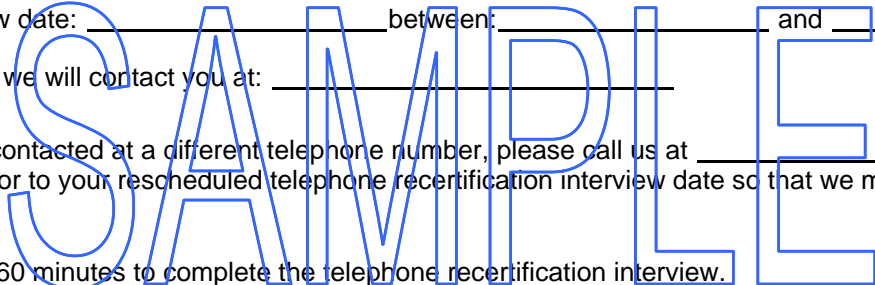 w date: between: and
we will contact you at:
contacted at a different telephone number, please call us at
or to your rescheduled telephone recertification interview date so that we m
60 minutes to complete the telephone recertification interview.
SAMPLE